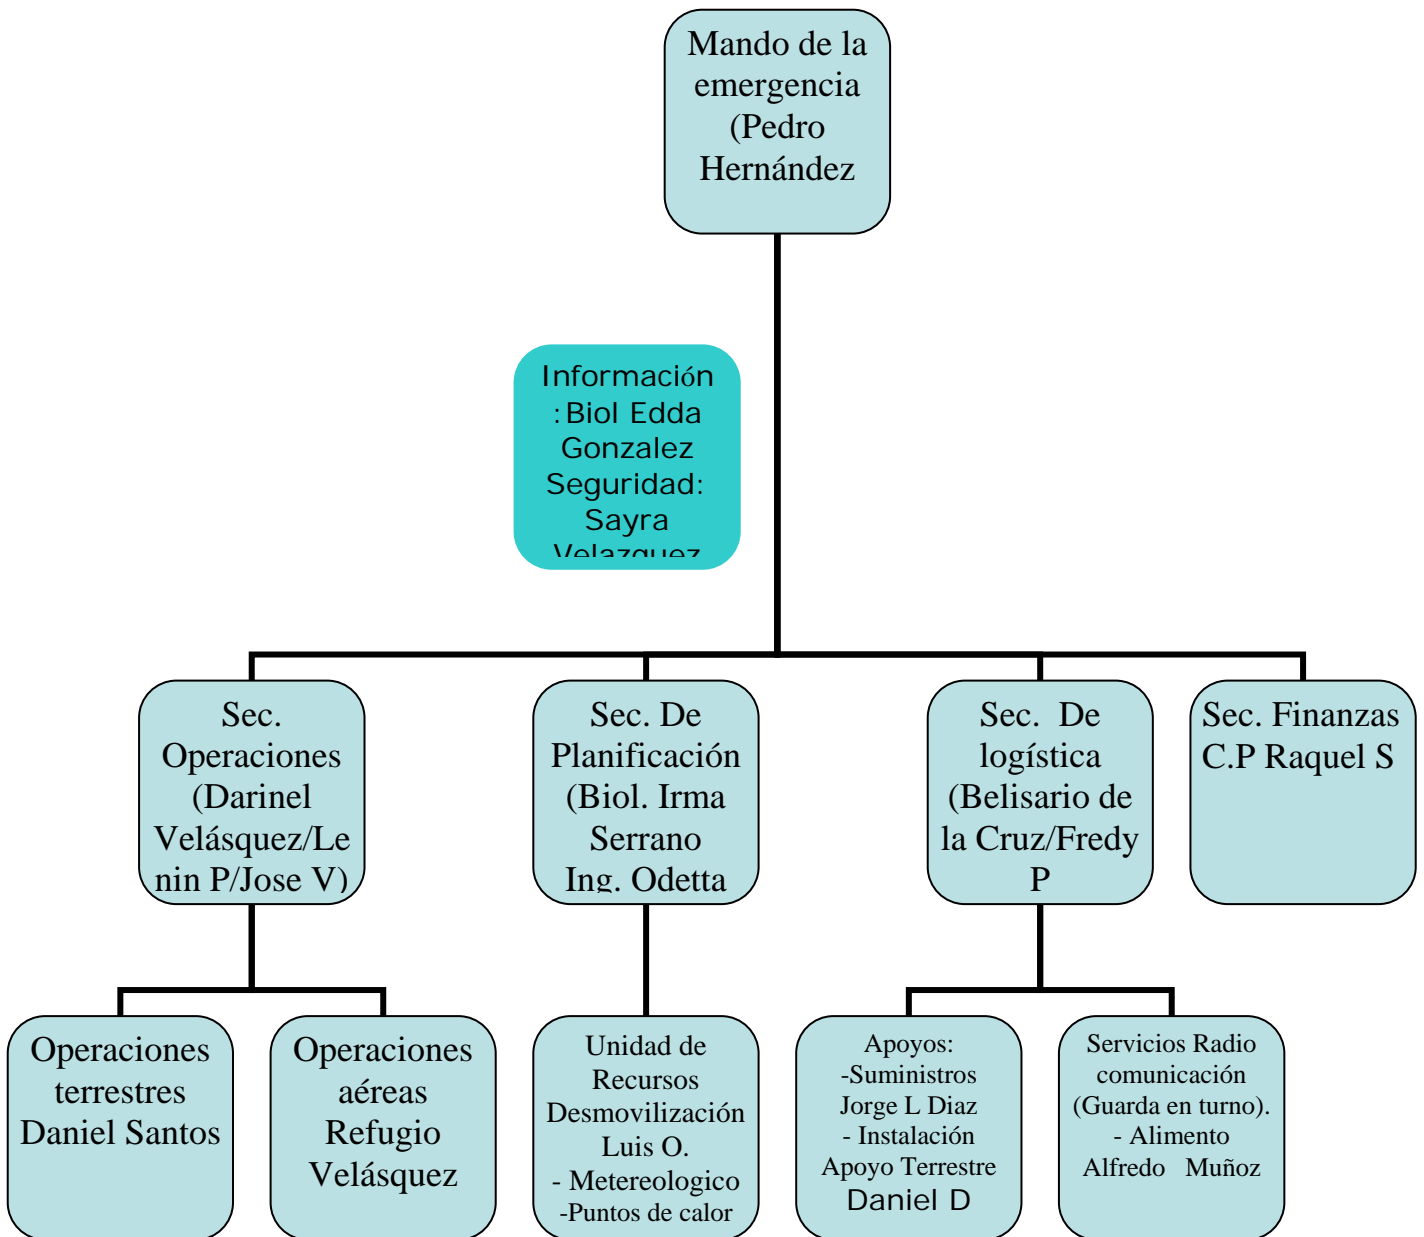 Mando de la
emergencia
(Pedro
Hernández
Información
:Biol Edda
Gonzalez
Seguridad:
Sayra
Velazquez
Sec.
Operaciones
(Darinel
Velásquez/Le
nin P/Jose V)
Sec. De
Planificación
(Biol. Irma
Serrano
Ing. Odetta
Sec. De
logística
(Belisario de
la Cruz/Fredy
P
Sec. Finanzas
C.P Raquel S
Operaciones
terrestres
Daniel Santos
Operaciones
aéreas
Refugio
Velásquez
Unidad de
Recursos
Desmovilización
Luis O.
- Metereologico
-Puntos de calor
Apoyos:
-Suministros
Jorge L Diaz
- Instalación
Apoyo Terrestre
Daniel D
Servicios Radio
comunicación
(Guarda en turno).
- Alimento
Alfredo Muñoz